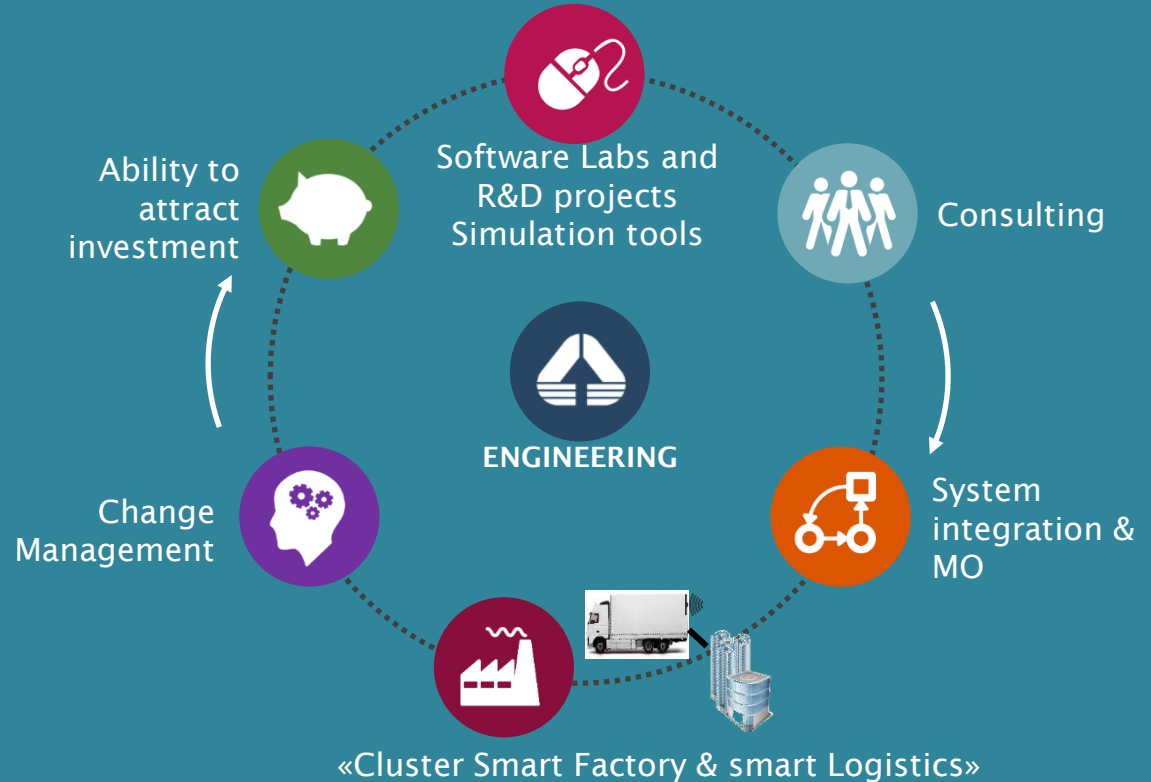 Software Labs and
R&D projects
Simulation tools
Ability to
attract
investment
Consulting
ENGINEERING
Change
Management
System
integration &
MO
«Cluster Smart Factory & smart Logistics»